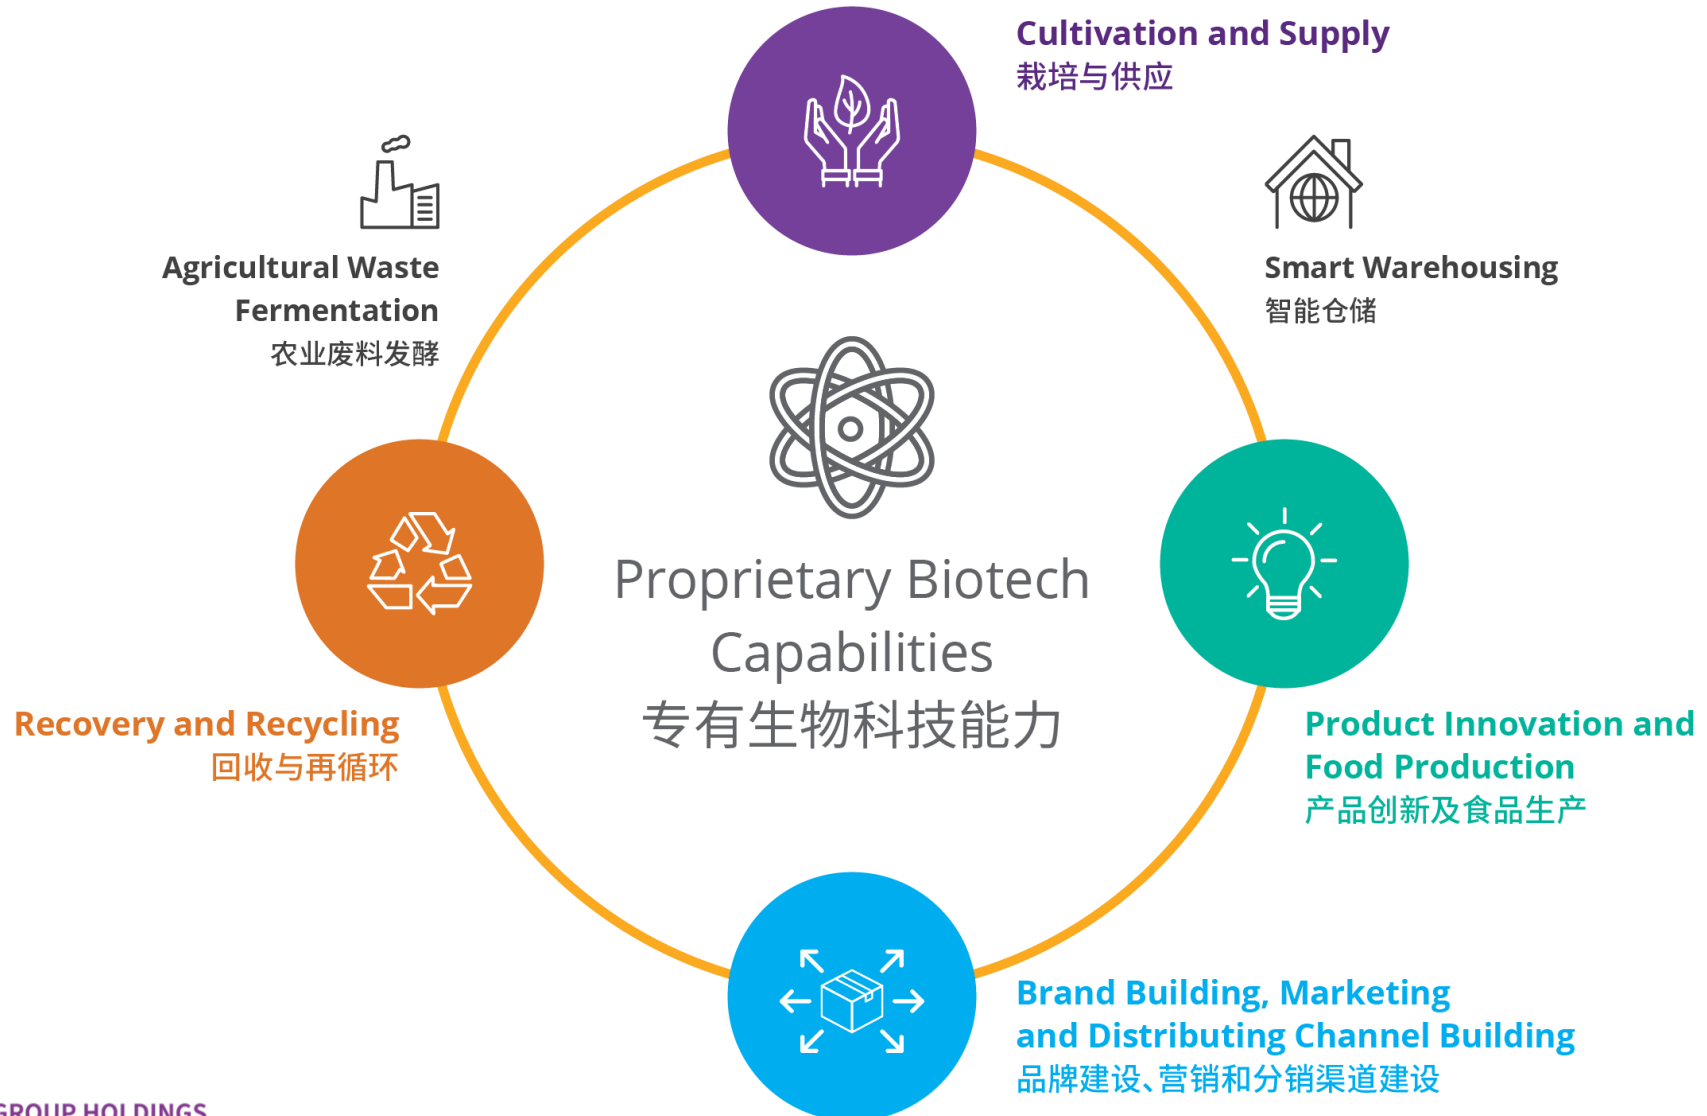 Cultivation and Supply
栽培与供应
Agricultural Waste
Fermentation
农业废料发酵
Smart Warehousing
智能仓储
Proprietary Biotech
Capabilities
专有生物科技能力
Recovery and Recycling
回收与再循环
Product Innovation and
Food Production
产品创新及食品生产
Brand Building, Marketing
and Distributing Channel Building
品牌建设、营销和分销渠道建设
GROUP HOLDINGS